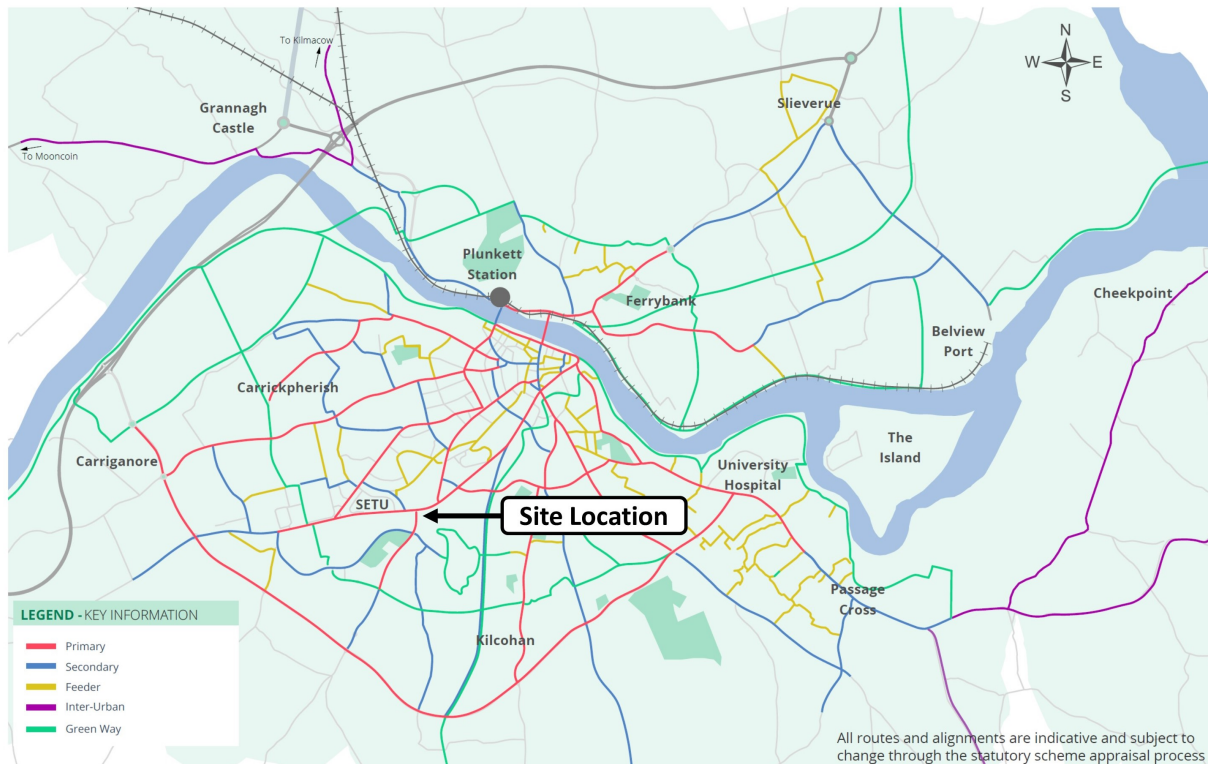 To Kilmacow
N
W
E
S
Grannagh
Castle
Slieverue
To Mooncoin
Plunkett
Station
Ferrybank
Cheekpoint
Belview
Port
Carrickpherish
The
Island
Carriganore
University
Hospital
SETU
Site Location
Passage
Cross
Kilcohan
LEGEND - KEY INFORMATION
Primary
Secondary
Feeder
Inter-Urban
Green Way
All routes and alignments are indicative and subject to
change through the statutory scheme appraisal process